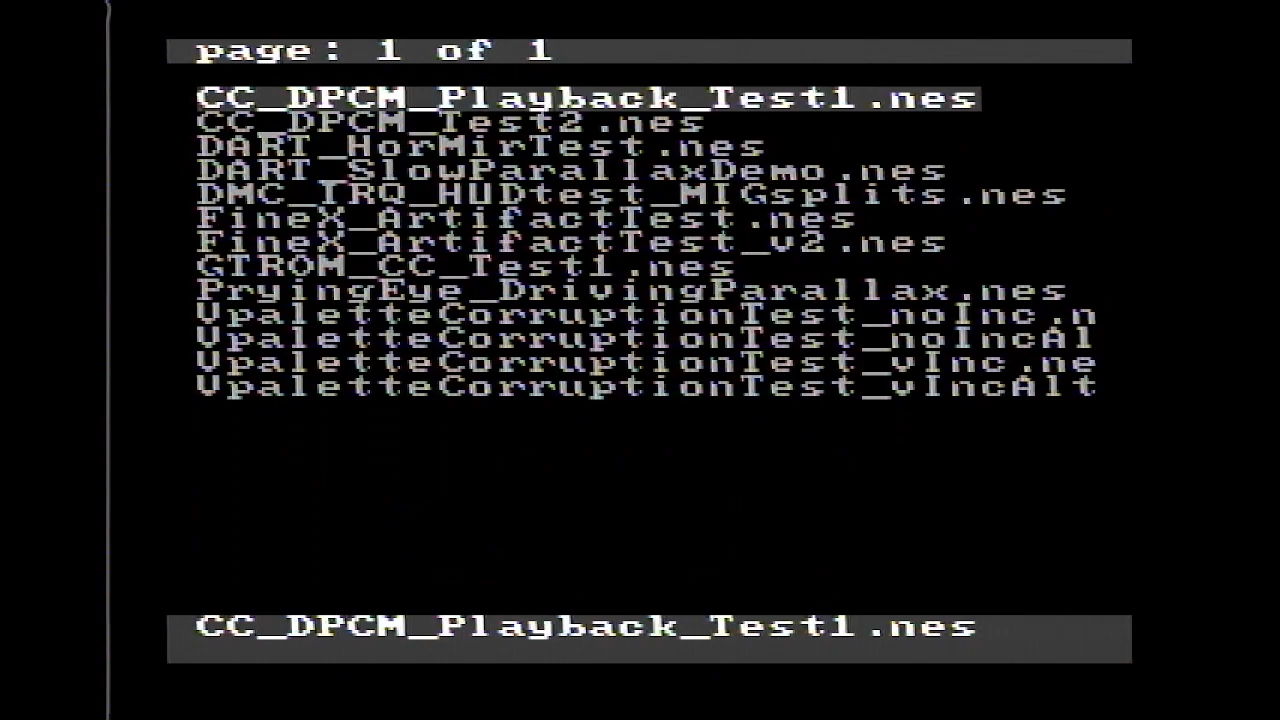 page: 1 of 1
CC_DPCM_Playback_Test1.nes
CC_DPCM_Test2.nes
DART_HorMirTest.nes
DART_SlowParallaxDemo.nes
DMC_IRQ_HUDtest_MIGsplits.nes
FineX_ArtifactTest.nes
FineX_ArtifactTest_v2.nes
GTROM_CC_Test1.nes
PryingEye_DrivingParallax.nes
VpaletteCorruptionTest_noInc.n
VpaletteCorruptionTest_noIncAl
VpaletteCorruptionTest_vInc.ne
VpaletteCorruptionTest_vIncAlt
CC_DPCM_Playback_Test1.nes